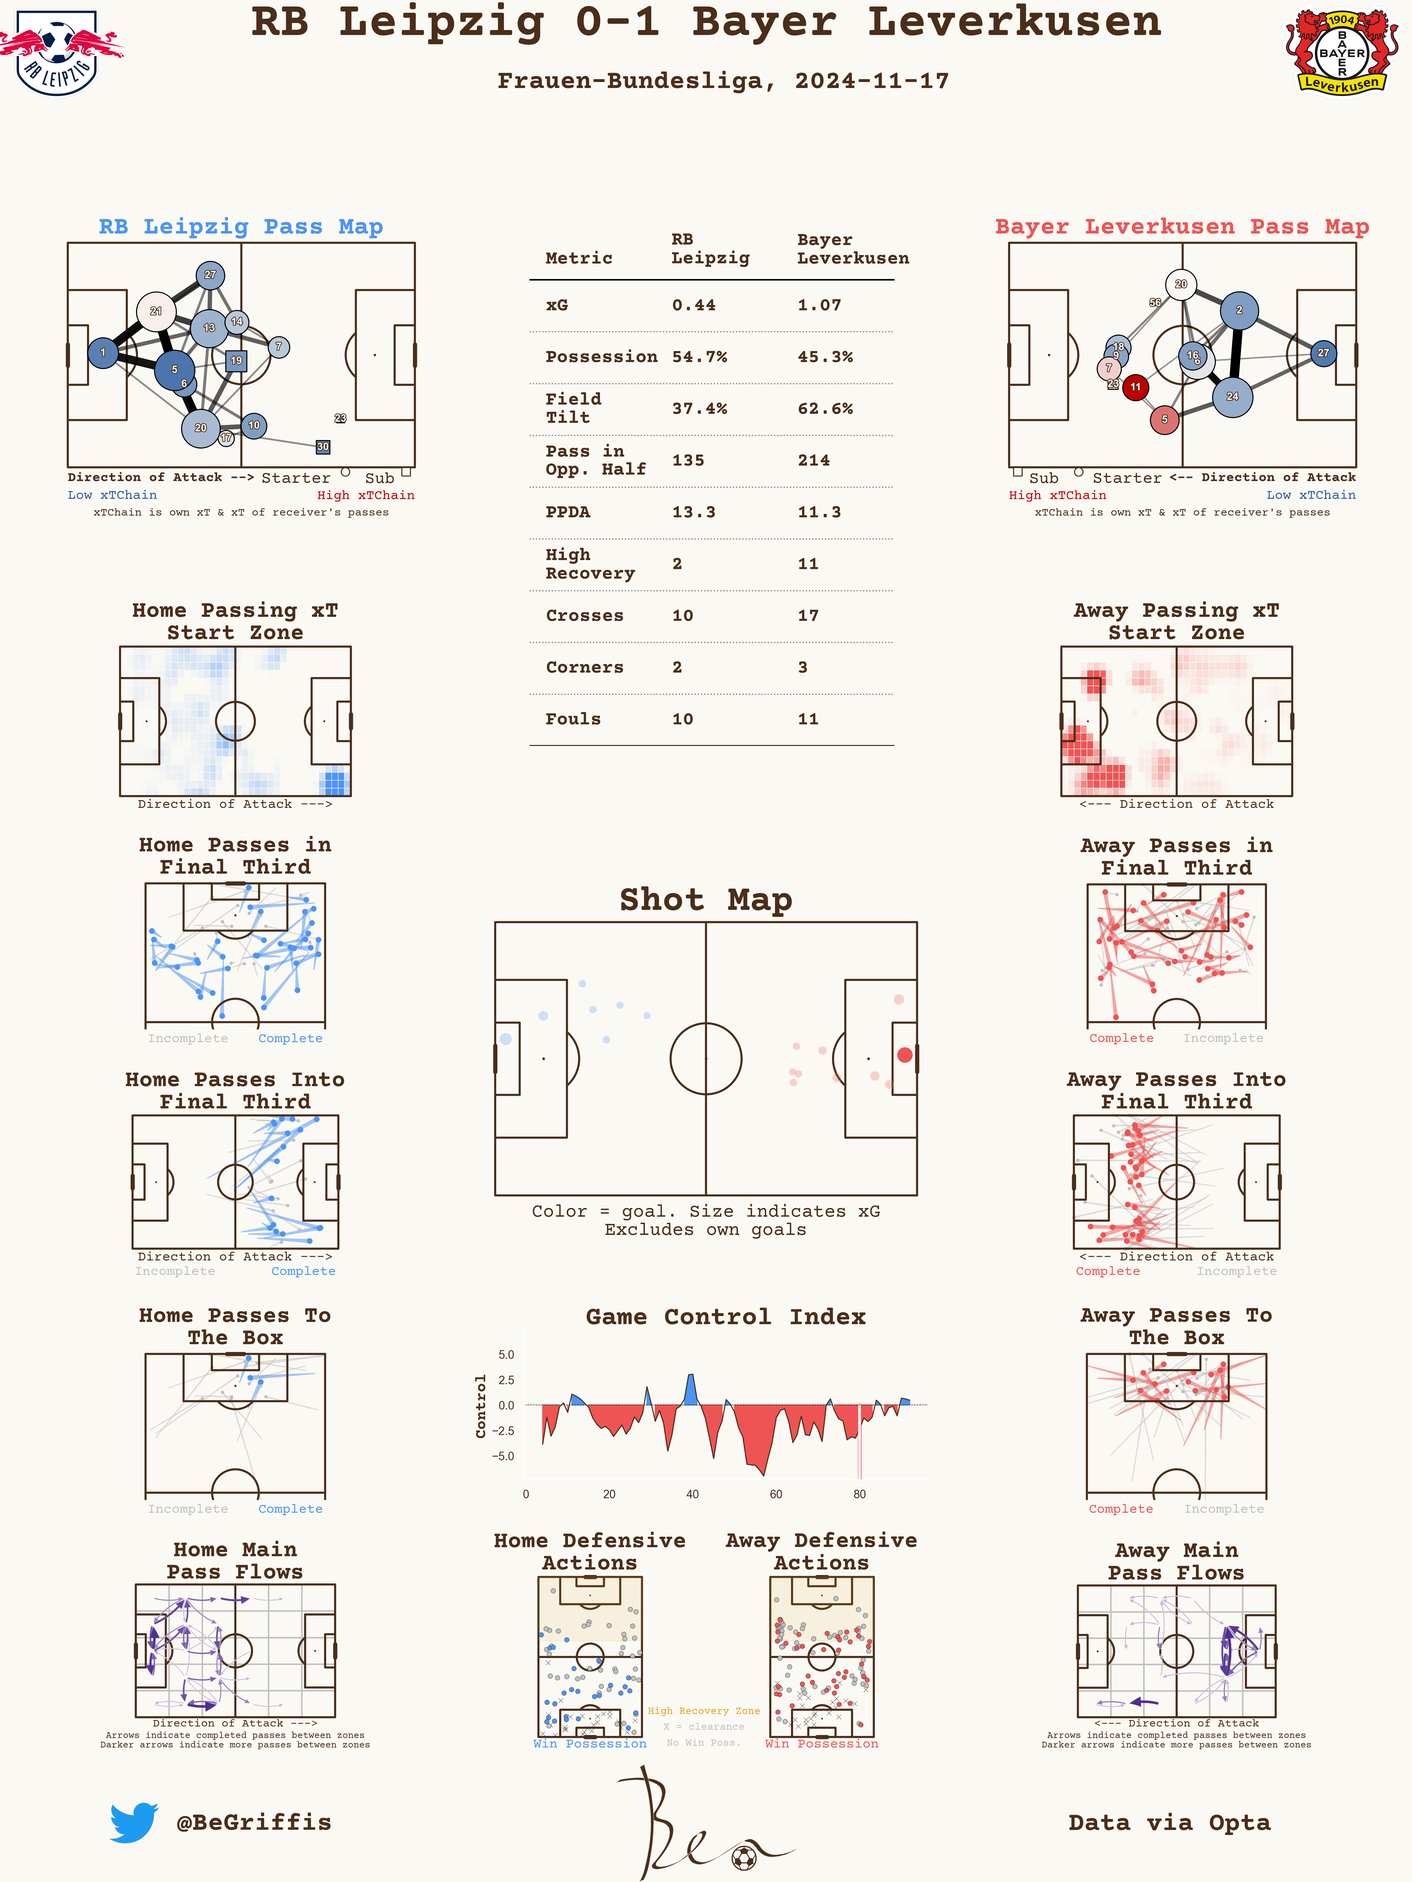 RB Leipzig 0-1 Bayer Leverkusen
Frauen-Bundesliga, 2024-11-17
RB LEIPZIG
1904
BAYER
BAYER
Leverkusen
RB Leipzig Pass Map
27
21
13
14
1
7
5
19
6
20
10
17
23
30
Direction of Attack --> Starter Sub
Low xTChain High xTChain
xTChain is own xT & xT of receiver's passes
Metric RB Leipzig Bayer Leverkusen
xG 0.44 1.07
Possession 54.7% 45.3%
Field Tilt 37.4% 62.6%
Pass in Opp. Half 135 214
PPDA 13.3 11.3
High Recovery 2 11
Crosses 10 17
Corners 2 3
Fouls 10 11
Bayer Leverkusen Pass Map
20
56
2
18
9
16
6
27
7
23
11
24
5
Sub Starter <-- Direction of Attack
High xTChain Low xTChain
xTChain is own xT & xT of receiver's passes
Home Passing xT
Start Zone
Direction of Attack --->
Away Passing xT
Start Zone
<--- Direction of Attack
Home Passes in
Final Third
Incomplete Complete
Away Passes in
Final Third
Complete Incomplete
Shot Map
Color = goal. Size indicates xG
Excludes own goals
Home Passes Into
Final Third
Direction of Attack --->
Incomplete Complete
Away Passes Into
Final Third
<--- Direction of Attack
Complete Incomplete
Home Passes To
The Box
Incomplete Complete
Game Control Index
Control
5.0
2.5
0.0
−2.5
−5.0
0 20 40 60 80
Away Passes To
The Box
Complete Incomplete
Home Main
Pass Flows
Direction of Attack --->
Arrows indicate completed passes between zones
Darker arrows indicate more passes between zones
Home Defensive
Actions
Win Possession
High Recovery Zone
X = clearance
No Win Poss.
Away Defensive
Actions
Win Possession
Away Main
Pass Flows
<--- Direction of Attack
Arrows indicate completed passes between zones
Darker arrows indicate more passes between zones
@BeGriffis
Ben
Data via Opta